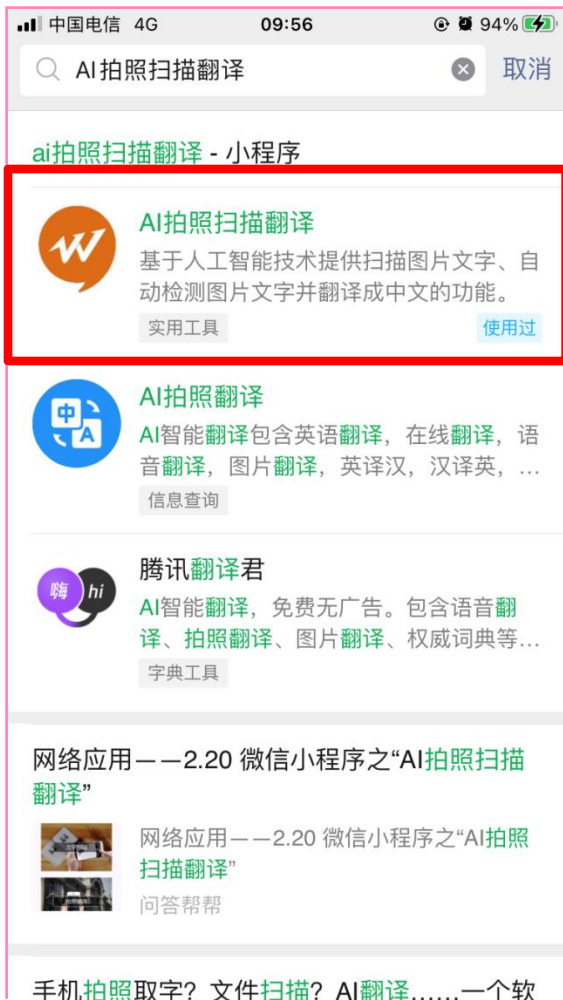 中国电信 4G 09:56 94%
AI拍照扫描翻译 取消
ai拍照扫描翻译 - 小程序
AI拍照扫描翻译
基于人工智能技术提供扫描图片文字、自
动检测图片文字并翻译成中文的功能。
实用工具 使用过
中
A
AI拍照翻译
AI智能翻译包含英语翻译，在线翻译，语
音翻译，图片翻译，英译汉，汉译英，...
信息查询
嗨 hi
腾讯翻译君
AI智能翻译，免费无广告。包含语音翻
译、拍照翻译、图片翻译、权威词典等...
字典工具
网络应用——2.20 微信小程序之“AI拍照扫描
翻译”
网络应用——2.20 微信小程序之“AI拍照
扫描翻译”
问答帮帮
手机拍照取字？文件扫描？AI翻译……一个软